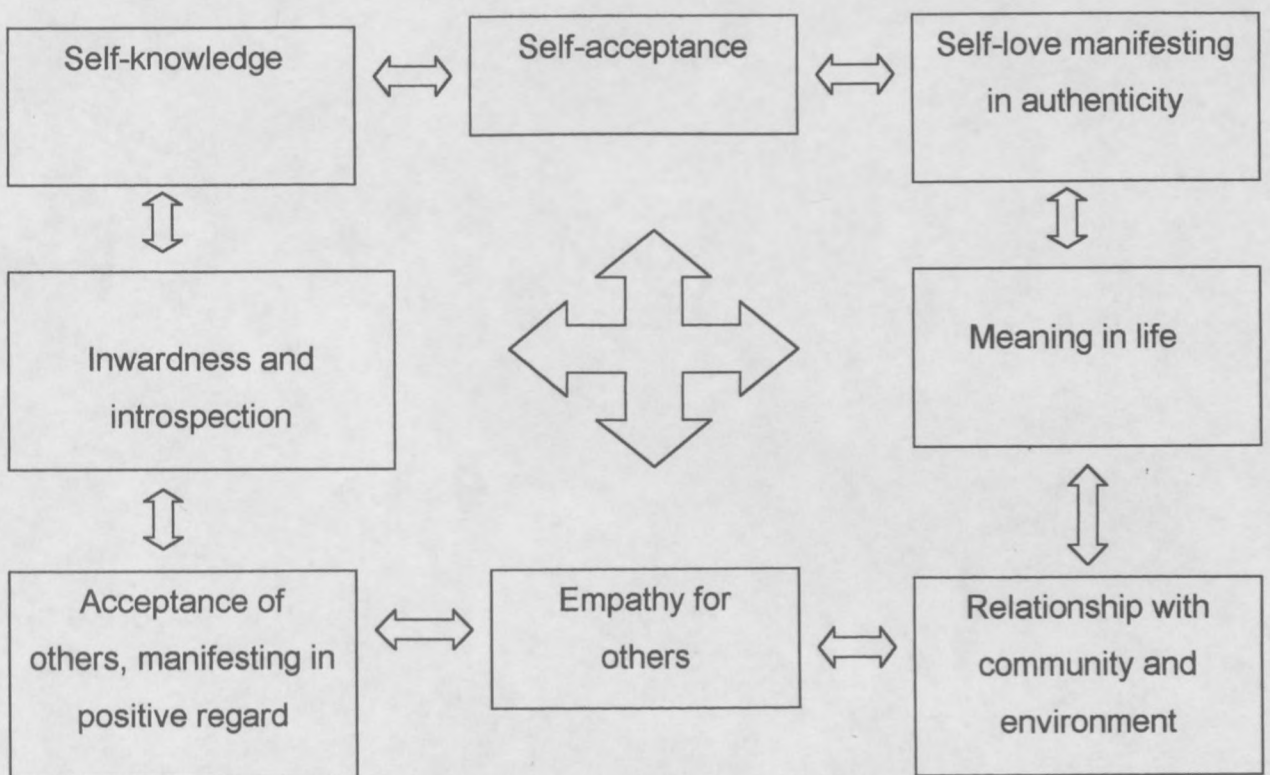 Self-knowledge
Self-acceptance
Self-love manifesting
in authenticity
Inwardness and
introspection
Meaning in life
Acceptance of
others, manifesting in
positive regard
Empathy for
others
Relationship with
community and
environment